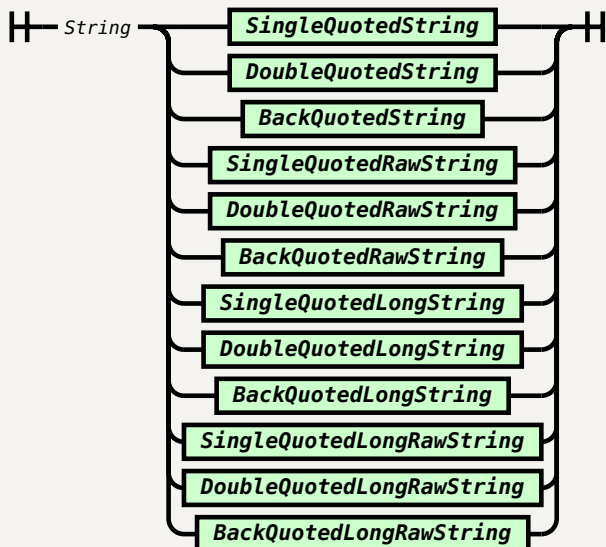 String
SingleQuotedString
DoubleQuotedString
BackQuotedString
SingleQuotedRawString
DoubleQuotedRawString
BackQuotedRawString
SingleQuotedLongString
DoubleQuotedLongString
BackQuotedLongString
SingleQuotedLongRawString
DoubleQuotedLongRawString
BackQuotedLongRawString